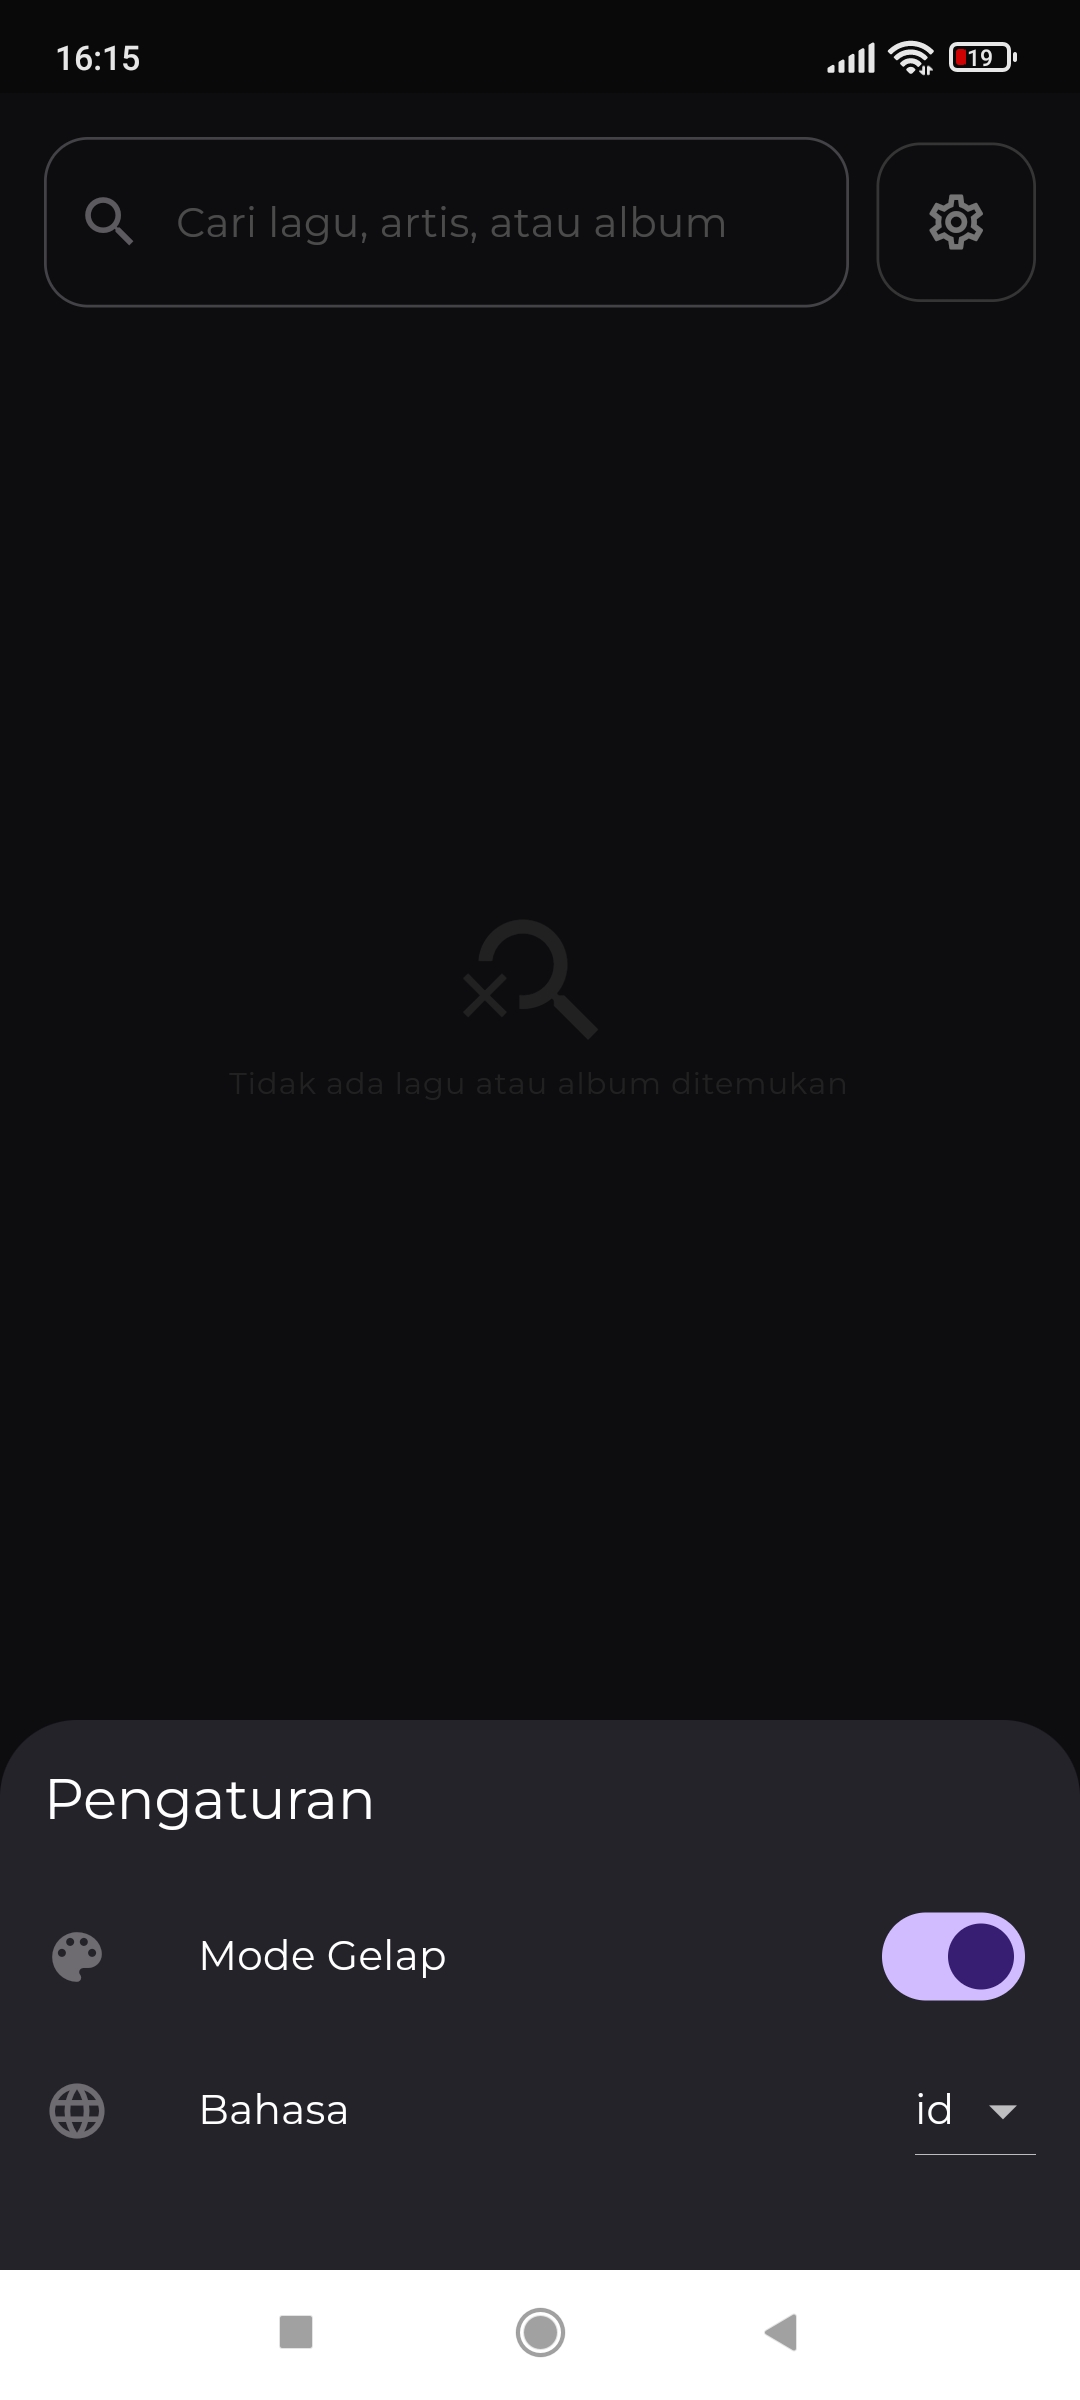 16:15
19
Cari lagu, artis, atau album
Tidak ada lagu atau album ditemukan
Pengaturan
Mode Gelap
Bahasa
id